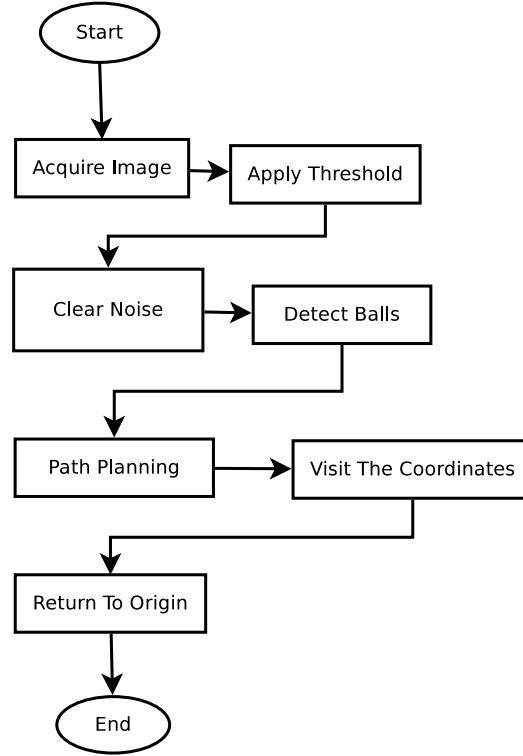 Start
Acquire Image
Apply Threshold
Clear Noise
Detect Balls
Path Planning
Visit The Coordinates
Return To Origin
End